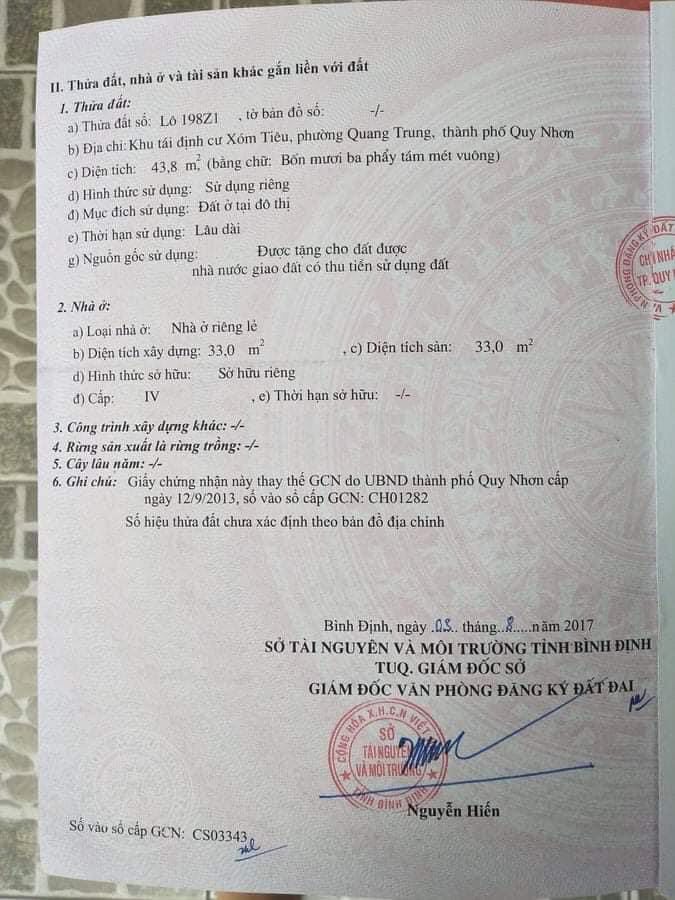 II. Thửa đất, nhà ở và tài sản khác gắn liền với đất
1. Thửa đất:
a) Thửa đất số: Lô 198Z1 , tờ bản đồ số: -/-
b) Địa chỉ: Khu tái định cư Xóm Tiêu, phường Quang Trung, thành phố Quy Nhơn
c) Diện tích: 43,8 m², (bằng chữ: Bốn mươi ba phẩy tám mét vuông)
d) Hình thức sử dụng: Sử dụng riêng
đ) Mục đích sử dụng: Đất ở tại đô thị
e) Thời hạn sử dụng: Lâu dài
g) Nguồn gốc sử dụng: Được tặng cho đất được
nhà nước giao đất có thu tiền sử dụng đất
2. Nhà ở:
a) Loại nhà ở: Nhà ở riêng lẻ
b) Diện tích xây dựng: 33,0 m² , c) Diện tích sàn: 33,0 m²
d) Hình thức sở hữu: Sở hữu riêng
đ) Cấp: IV , e) Thời hạn sở hữu: -/-
3. Công trình xây dựng khác: -/-
4. Rừng sản xuất là rừng trồng: -/-
5. Cây lâu năm: -/-
6. Ghi chú: Giấy chứng nhận này thay thế GCN do UBND thành phố Quy Nhơn cấp
ngày 12/9/2013, số vào sổ cấp GCN: CH01282
Số hiệu thửa đất chưa xác định theo bản đồ địa chính
VĂN PHÒNG ĐĂNG KÝ ĐẤT
CHI NHÁ
TP. QUY
Bình Định, ngày .03.. tháng..8.....năm 2017
SỞ TÀI NGUYÊN VÀ MÔI TRƯỜNG TỈNH BÌNH ĐỊNH
TUQ. GIÁM ĐỐC SỞ
GIÁM ĐỐC VĂN PHÒNG ĐĂNG KÝ ĐẤT ĐAI
CỘNG HÒA X.H.C.N VIỆT
SỞ
TÀI NGUYÊN
VÀ MÔI TRƯỜNG
TỈNH BÌNH ĐỊNH
Nguyễn Hiến
Số vào sổ cấp GCN: CS03343